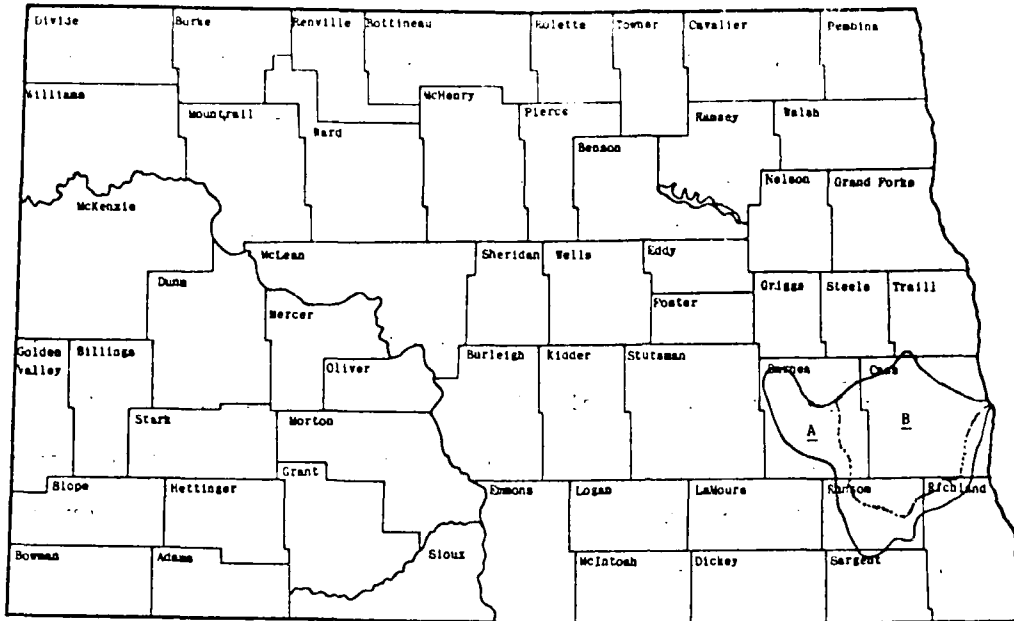 Divide Burke Renville Bottineau Rolette Towner Cavalier Pembina
Williams Mountrail Ward McHenry Pierce Ramsey Walsh
Benson
Nelson Grand Forks
McKenzie
McLean Sheridan Wells Eddy
Dunn Griggs Steele Traill
Mercer Foster
Golden Valley Billings Oliver Burleigh Kidder Stutsman Barnes Cass
Stark Morton A B
Grant
Slope Hettinger Emmons Logan LaMoure Ransom Richland
Bowman Adams Sioux McIntosh Dickey Sargent